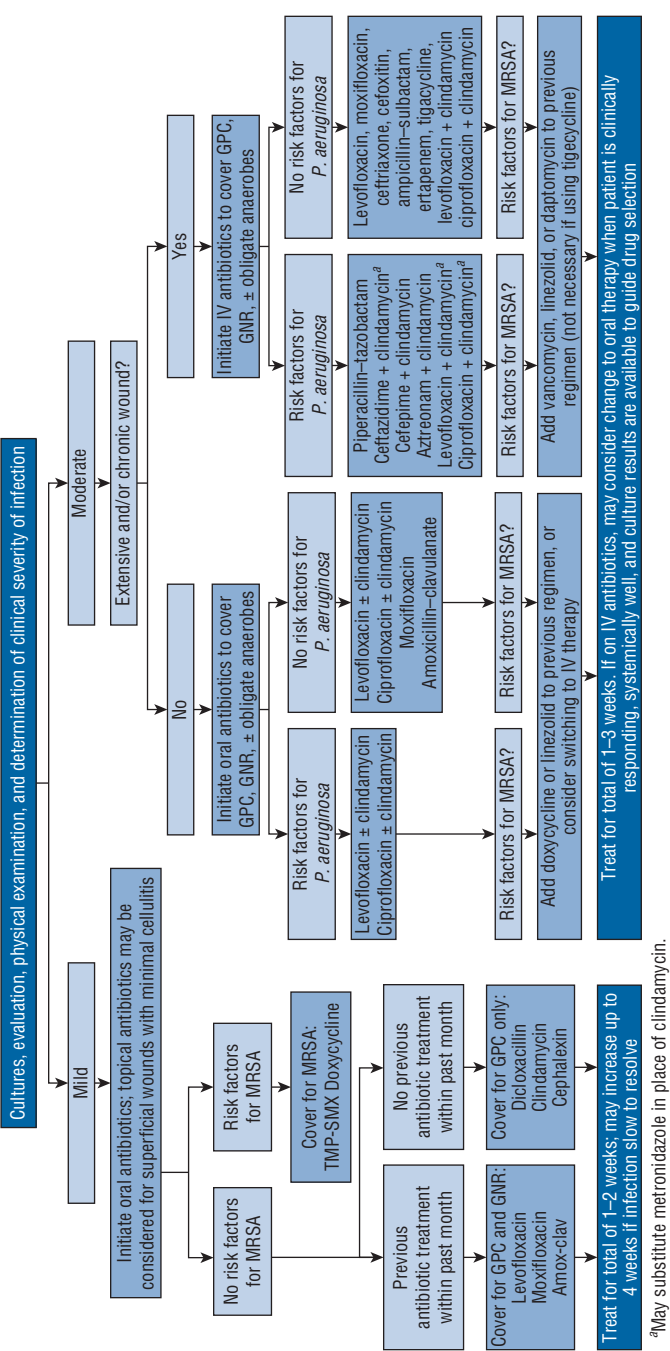 Cultures, evaluation, physical examination, and determination of clinical severity of infection
Mild
Initiate oral antibiotics; topical antibiotics may be
considered for superficial wounds with minimal cellulitis
No risk factors
for MRSA
Risk factors
for MRSA
Cover for MRSA:
TMP-SMX Doxycycline
Previous
antibiotic treatment
within past month
No previous
antibiotic treatment
within past month
Cover for GPC and GNR:
Levofloxacin
Moxifloxacin
Amox-clav
Cover for GPC only:
Dicloxacillin
Clindamycin
Cephalexin
Treat for total of 1–2 weeks; may increase up to
4 weeks if infection slow to resolve
Moderate
Extensive and/or chronic wound?
No
Initiate oral antibiotics to cover
GPC, GNR, ± obligate anaerobes
Risk factors for
P. aeruginosa
No risk factors for
P. aeruginosa
Levofloxacin ± clindamycin
Ciprofloxacin ± clindamycin
Levofloxacin ± clindamycin
Ciprofloxacin ± clindamycin
Moxifloxacin
Amoxicillin–clavulanate
Risk factors for MRSA?
Risk factors for MRSA?
Add doxycycline or linezolid to previous regimen, or
consider switching to IV therapy
Yes
Initiate IV antibiotics to cover GPC,
GNR, ± obligate anaerobes
Risk factors for
P. aeruginosa
No risk factors for
P. aeruginosa
Piperacillin–tazobactam
Ceftazidime + clindamycinᵃ
Cefepime + clindamycin
Aztreonam + clindamycin
Levofloxacin + clindamycinᵃ
Ciprofloxacin + clindamycinᵃ
Levofloxacin, moxifloxacin,
ceftriaxone, cefoxitin,
ampicillin–sulbactam,
ertapenem, tigacycline,
levofloxacin + clindamycin
ciprofloxacin + clindamycin
Risk factors for MRSA?
Risk factors for MRSA?
Add vancomycin, linezolid, or daptomycin to previous
regimen (not necessary if using tigecycline)
Treat for total of 1–3 weeks. If on IV antibiotics, may consider change to oral therapy when patient is clinically
responding, systemically well, and culture results are available to guide drug selection
ᵃMay substitute metronidazole in place of clindamycin.